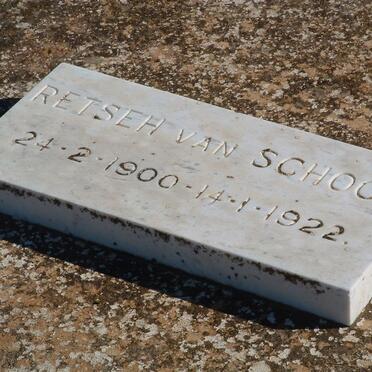 RETSEH VAN SCHOO
24-2-1900-14-1-1922.